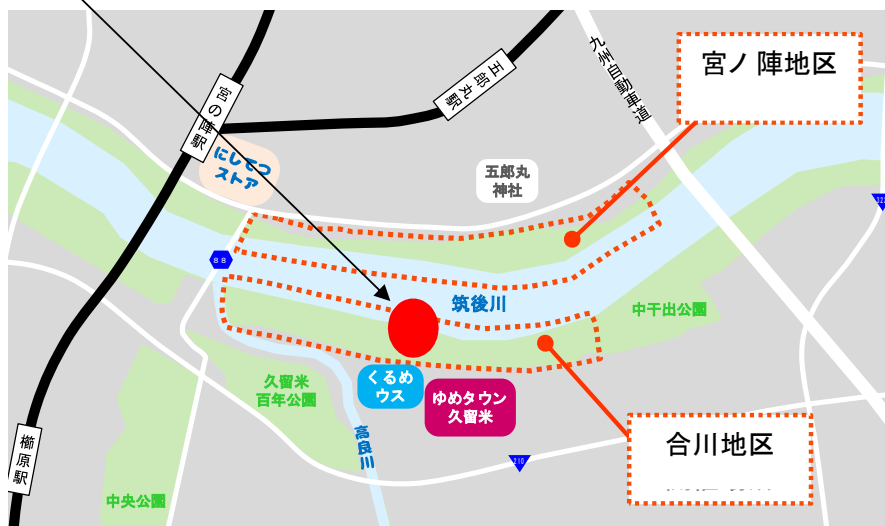 宮ノ陣地区
九州自動車道
五郎丸駅
宮の陣駅
にしてつ
ストア
五郎丸
神社
88
筑後川
中干出公園
くるめ
ウス
ゆめタウン
久留米
久留米
百年公園
高良川
合川地区
210
櫛原駅
中央公園